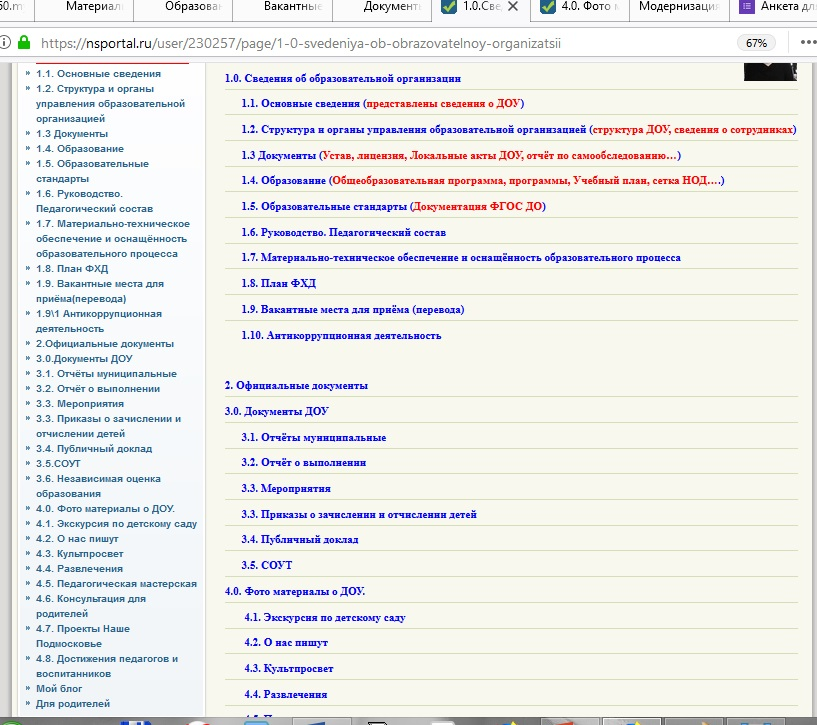 Материал
Образова
Вакантные
Документ
1.0.Све
4.0. Фото м
Модернизация
Анкета дл
https://nsportal.ru/user/230257/page/1-0-svedeniya-ob-obrazovatelnoy-organizatsii
67%
1.1. Основные сведения
1.2. Структура и органы
управления образовательной
организацией
1.3 Документы
1.4. Образование
1.5. Образовательные
стандарты
1.6. Руководство.
Педагогический состав
1.7. Материально-техническое
обеспечение и оснащённость
образовательного процесса
1.8. План ФХД
1.9. Вакантные места для
приёма(перевода)
1.9\1 Антикоррупционная
деятельность
2.Официальные документы
3.0.Документы ДОУ
3.1. Отчёты муниципальные
3.2. Отчёт о выполнении
3.3. Мероприятия
3.3. Приказы о зачислении и
отчислении детей
3.4. Публичный доклад
3.5.СОУТ
3.6. Независимая оценка
образования
4.0. Фото материалы о ДОУ.
4.1. Экскурсия по детскому саду
4.2. О нас пишут
4.3. Культпросвет
4.4. Развлечения
4.5. Педагогическая мастерская
4.6. Консультация для
родителей
4.7. Проекты Наше
Подмосковье
4.8. Достижения педагогов и
воспитанников
Мой блог
Для родителей
1.0. Сведения об образовательной организации
1.1. Основные сведения (представлены сведения о ДОУ)
1.2. Структура и органы управления образовательной организацией (структура ДОУ, сведения о сотрудниках)
1.3 Документы (Устав, лицензия, Локальные акты ДОУ, отчёт по самообследованию...)
1.4. Образование (Общеобразовательная программа, программы, Учебный план, сетка НОД....)
1.5. Образовательные стандарты (Документация ФГОС ДО)
1.6. Руководство. Педагогический состав
1.7. Материально-техническое обеспечение и оснащённость образовательного процесса
1.8. План ФХД
1.9. Вакантные места для приёма (перевода)
1.10. Антикоррупционная деятельность
2. Официальные документы
3.0. Документы ДОУ
3.1. Отчёты муниципальные
3.2. Отчёт о выполнении
3.3. Мероприятия
3.3. Приказы о зачислении и отчислении детей
3.4. Публичный доклад
3.5. СОУТ
4.0. Фото материалы о ДОУ.
4.1. Экскурсия по детскому саду
4.2. О нас пишут
4.3. Культпросвет
4.4. Развлечения